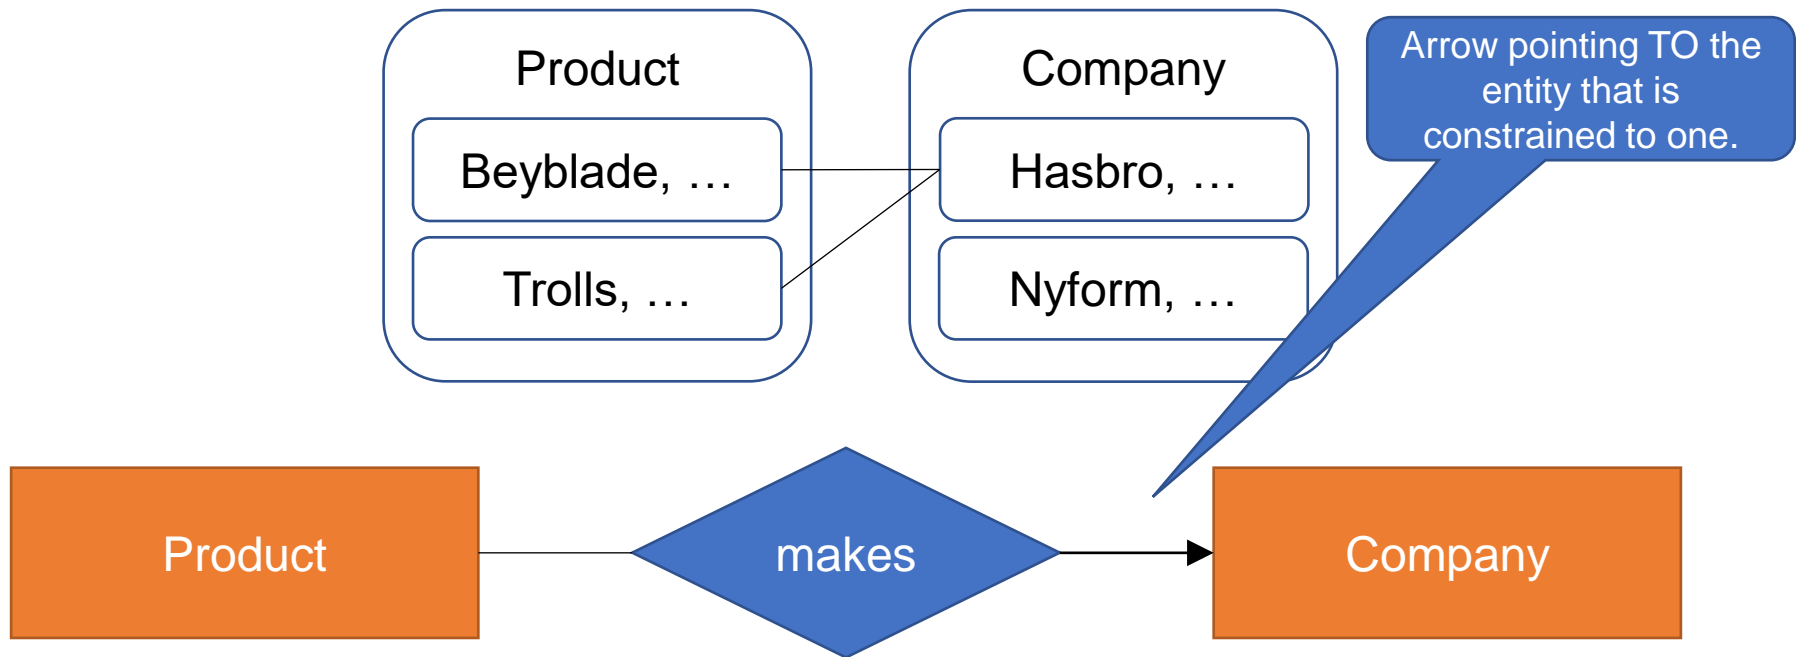 Product
Company
Arrow pointing TO the
entity that is
constrained to one.
Beyblade, …
Hasbro, …
Trolls, …
Nyform, …
Product
makes
Company